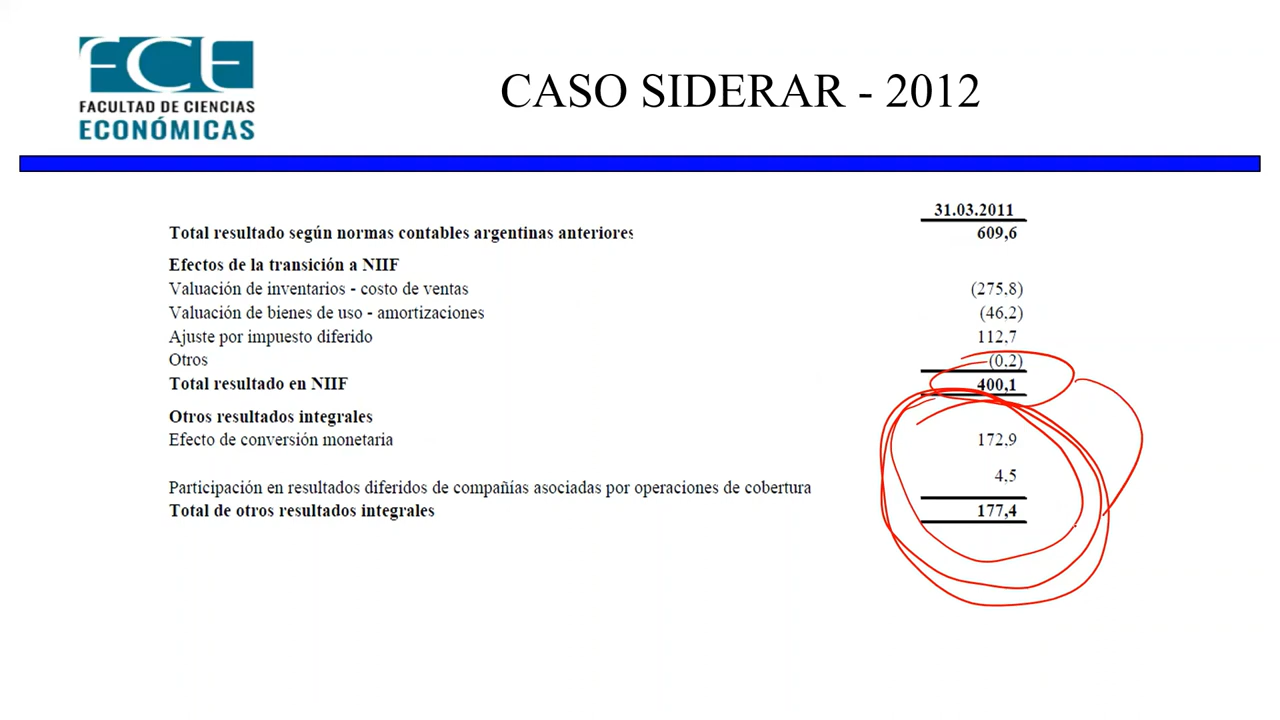 FCE
FACULTAD DE CIENCIAS
ECONÓMICAS
CASO SIDERAR - 2012
31.03.2011
Total resultado según normas contables argentinas anteriores 609,6
Efectos de la transición a NIIF
Valuación de inventarios - costo de ventas (275,8)
Valuación de bienes de uso - amortizaciones (46,2)
Ajuste por impuesto diferido 112,7
Otros (0,2)
Total resultado en NIIF 400,1
Otros resultados integrales
Efecto de conversión monetaria 172,9
Participación en resultados diferidos de compañías asociadas por operaciones de cobertura 4,5
Total de otros resultados integrales 177,4